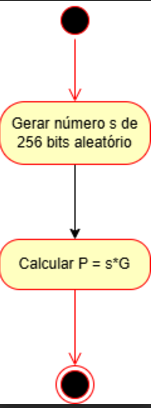 Gerar número s de
256 bits aleatório
Calcular P = s*G